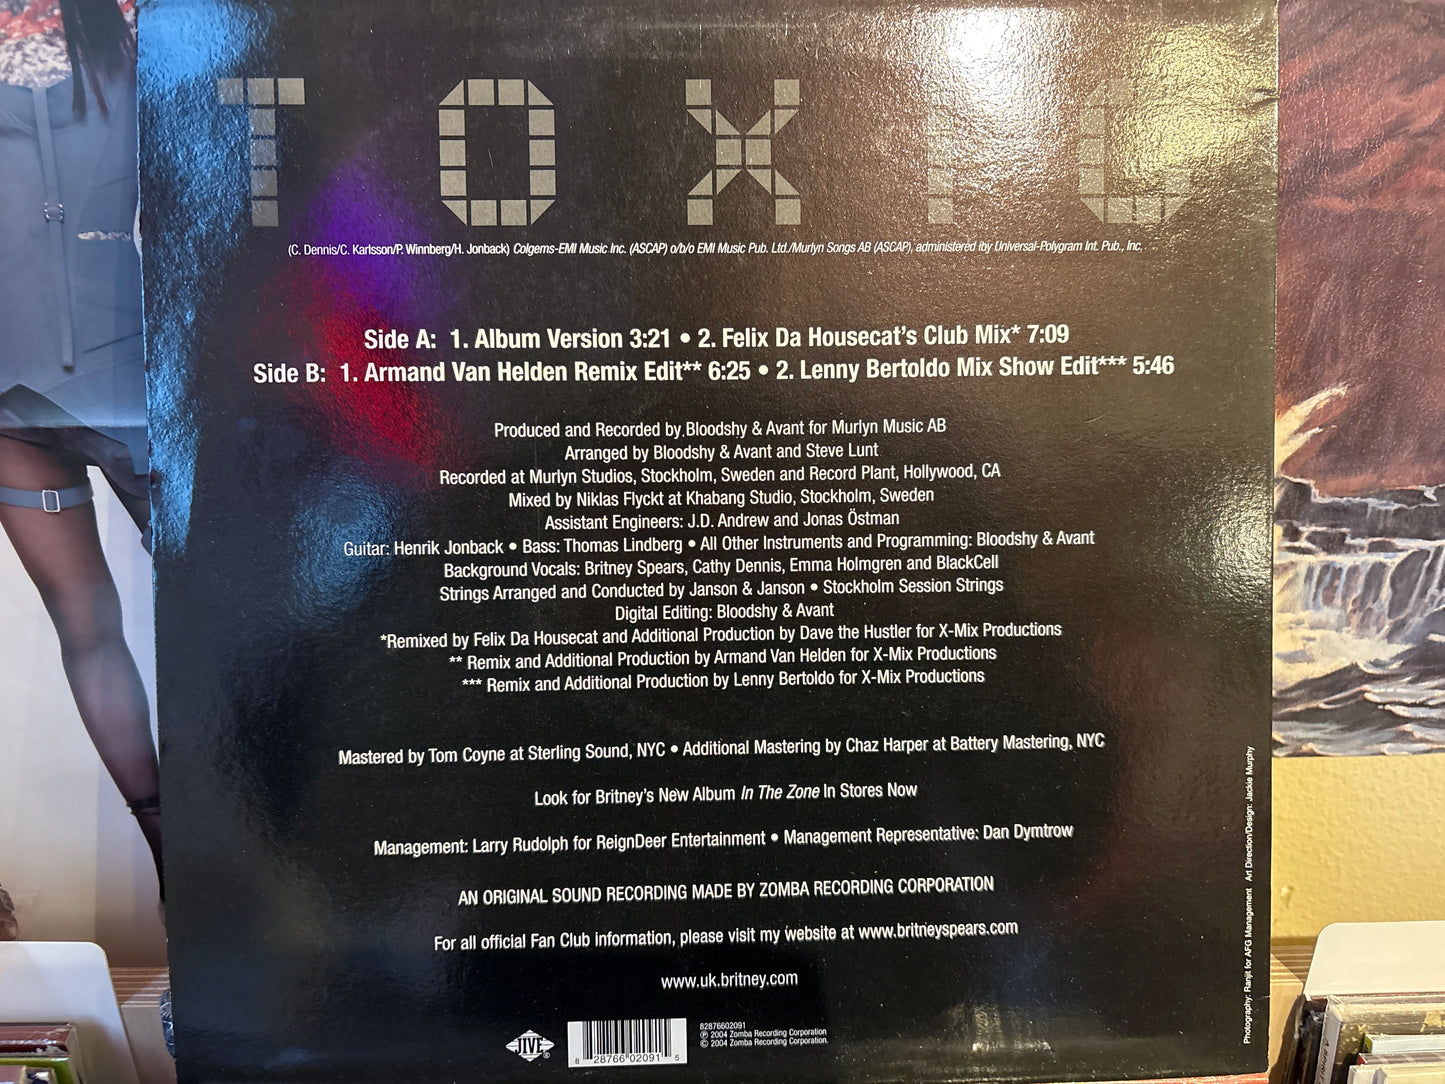 TOXIC
(C. Dennis/C. Karlsson/P. Winnberg/H. Jonback) Colgems-EMI Music Inc. (ASCAP) o/b/o EMI Music Pub. Ltd./Murlyn Songs AB (ASCAP), administered by Universal-Polygram Int. Pub., Inc.
Side A: 1. Album Version 3:21 • 2. Felix Da Housecat's Club Mix* 7:09
Side B: 1. Armand Van Helden Remix Edit** 6:25 • 2. Lenny Bertoldo Mix Show Edit*** 5:46
Produced and Recorded by Bloodshy & Avant for Murlyn Music AB
Arranged by Bloodshy & Avant and Steve Lunt
Recorded at Murlyn Studios, Stockholm, Sweden and Record Plant, Hollywood, CA
Mixed by Niklas Flyckt at Khabang Studio, Stockholm, Sweden
Assistant Engineers: J.D. Andrew and Jonas Östman
Guitar: Henrik Jonback • Bass: Thomas Lindberg • All Other Instruments and Programming: Bloodshy & Avant
Background Vocals: Britney Spears, Cathy Dennis, Emma Holmgren and BlackCell
Strings Arranged and Conducted by Janson & Janson • Stockholm Session Strings
Digital Editing: Bloodshy & Avant
*Remixed by Felix Da Housecat and Additional Production by Dave the Hustler for X-Mix Productions
** Remix and Additional Production by Armand Van Helden for X-Mix Productions
*** Remix and Additional Production by Lenny Bertoldo for X-Mix Productions
Mastered by Tom Coyne at Sterling Sound, NYC • Additional Mastering by Chaz Harper at Battery Mastering, NYC
Look for Britney's New Album In The Zone In Stores Now
Management: Larry Rudolph for ReignDeer Entertainment • Management Representative: Dan Dymtrow
AN ORIGINAL SOUND RECORDING MADE BY ZOMBA RECORDING CORPORATION
For all official Fan Club information, please visit my website at www.britneyspears.com
www.uk.britney.com
JIVE®
8 28766 02091 5
82876602091
℗ 2004 Zomba Recording Corporation
© 2004 Zomba Recording Corporation.
Photography: Ranjit for AFG Management Art Direction/Design: Jackie Murphy